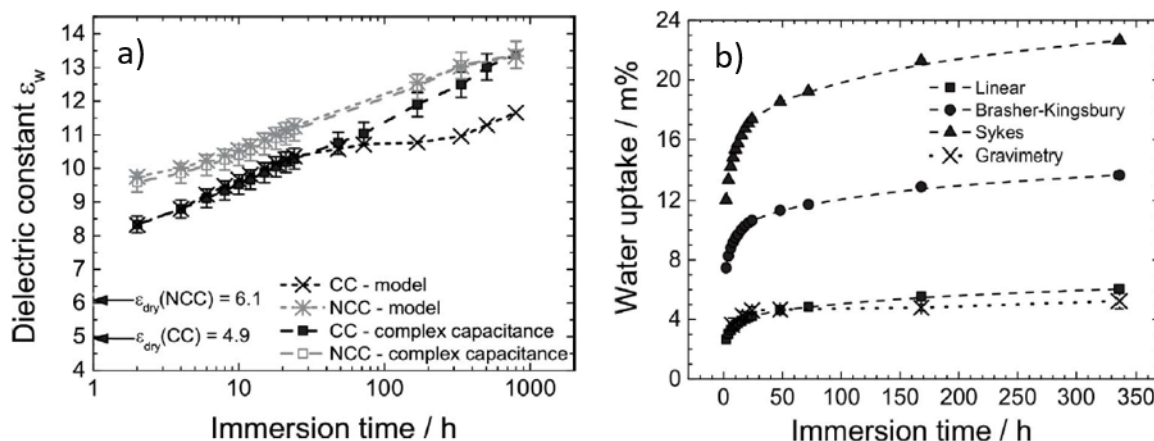 a)
Dielectric constant εw
14
13
12
11
10
9
8
7
6
5
4
εdry(NCC) = 6.1
εdry(CC) = 4.9
CC - model
NCC - model
CC - complex capacitance
NCC - complex capacitance
1 10 100 1000
Immersion time / h
b)
Water uptake / m%
24
20
16
12
8
4
0
Linear
Brasher-Kingsbury
Sykes
Gravimetry
0 50 100 150 200 250 300 350
Immersion time / h